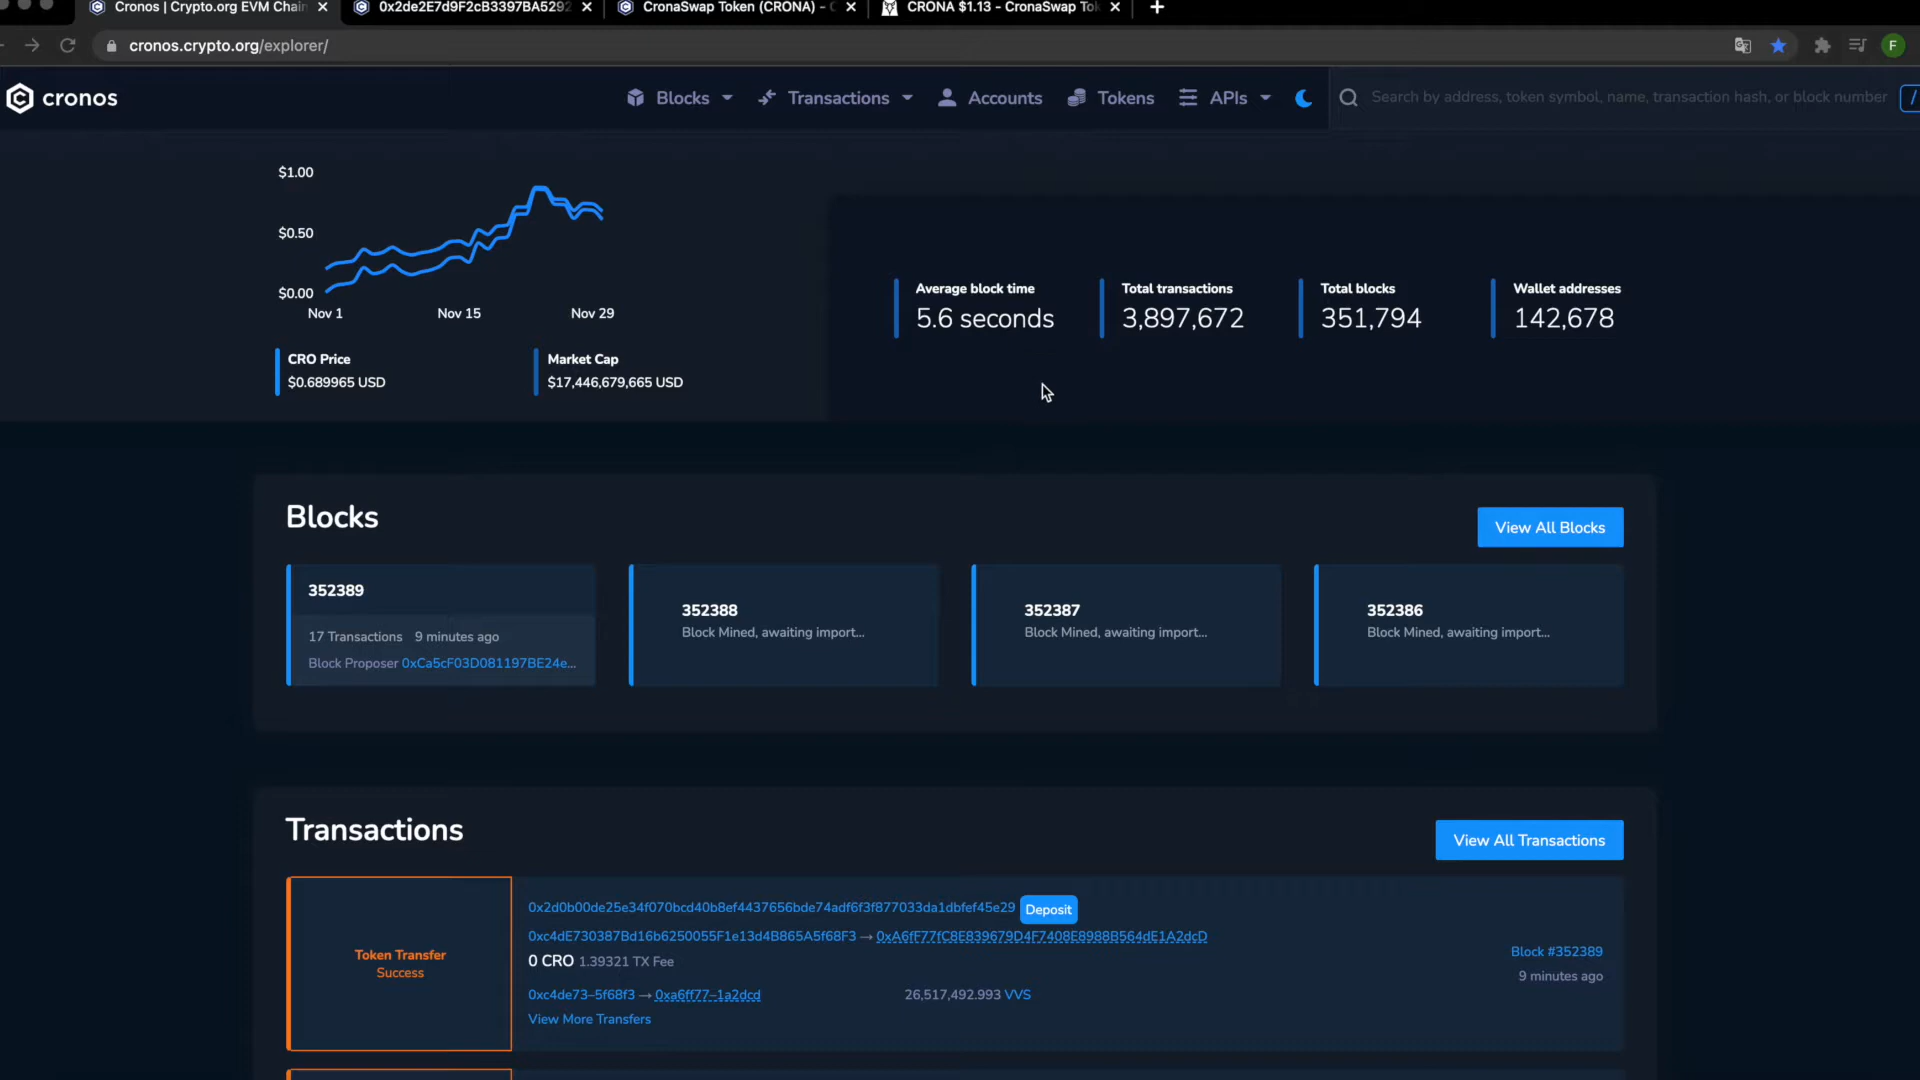 Cronos | Crypto.org EVM Chain
0x2de2E7d9F2cB3397BA5292
CronaSwap Token (CRONA) - C
CRONA $1.13 - CronaSwap Tok
cronos.crypto.org/explorer/
F
cronos
Blocks
Transactions
Accounts
Tokens
APIs
Search by address, token symbol, name, transaction hash, or block number
/
$1.00
$0.50
$0.00
Nov 1
Nov 15
Nov 29
CRO Price
$0.689965 USD
Market Cap
$17,446,679,665 USD
Average block time
5.6 seconds
Total transactions
3,897,672
Total blocks
351,794
Wallet addresses
142,678
Blocks
View All Blocks
352389
17 Transactions 9 minutes ago
Block Proposer 0xCa5cF03D081197BE24e...
352388
Block Mined, awaiting import...
352387
Block Mined, awaiting import...
352386
Block Mined, awaiting import...
Transactions
View All Transactions
Token Transfer
Success
0x2d0b00de25e34f070bcd40b8ef4437656bde74adf6f3f877033da1dbfef45e29 Deposit
0xc4dE730387Bd16b6250055F1e13d4B865A5f68F3 → 0xA6fF77fC8E839679D4F7408E8988B564dE1A2dcD
0 CRO 1.39321 TX Fee
0xc4de73–5f68f3 → 0xa6ff77–1a2dcd
26,517,492.993 VVS
View More Transfers
Block #352389
9 minutes ago